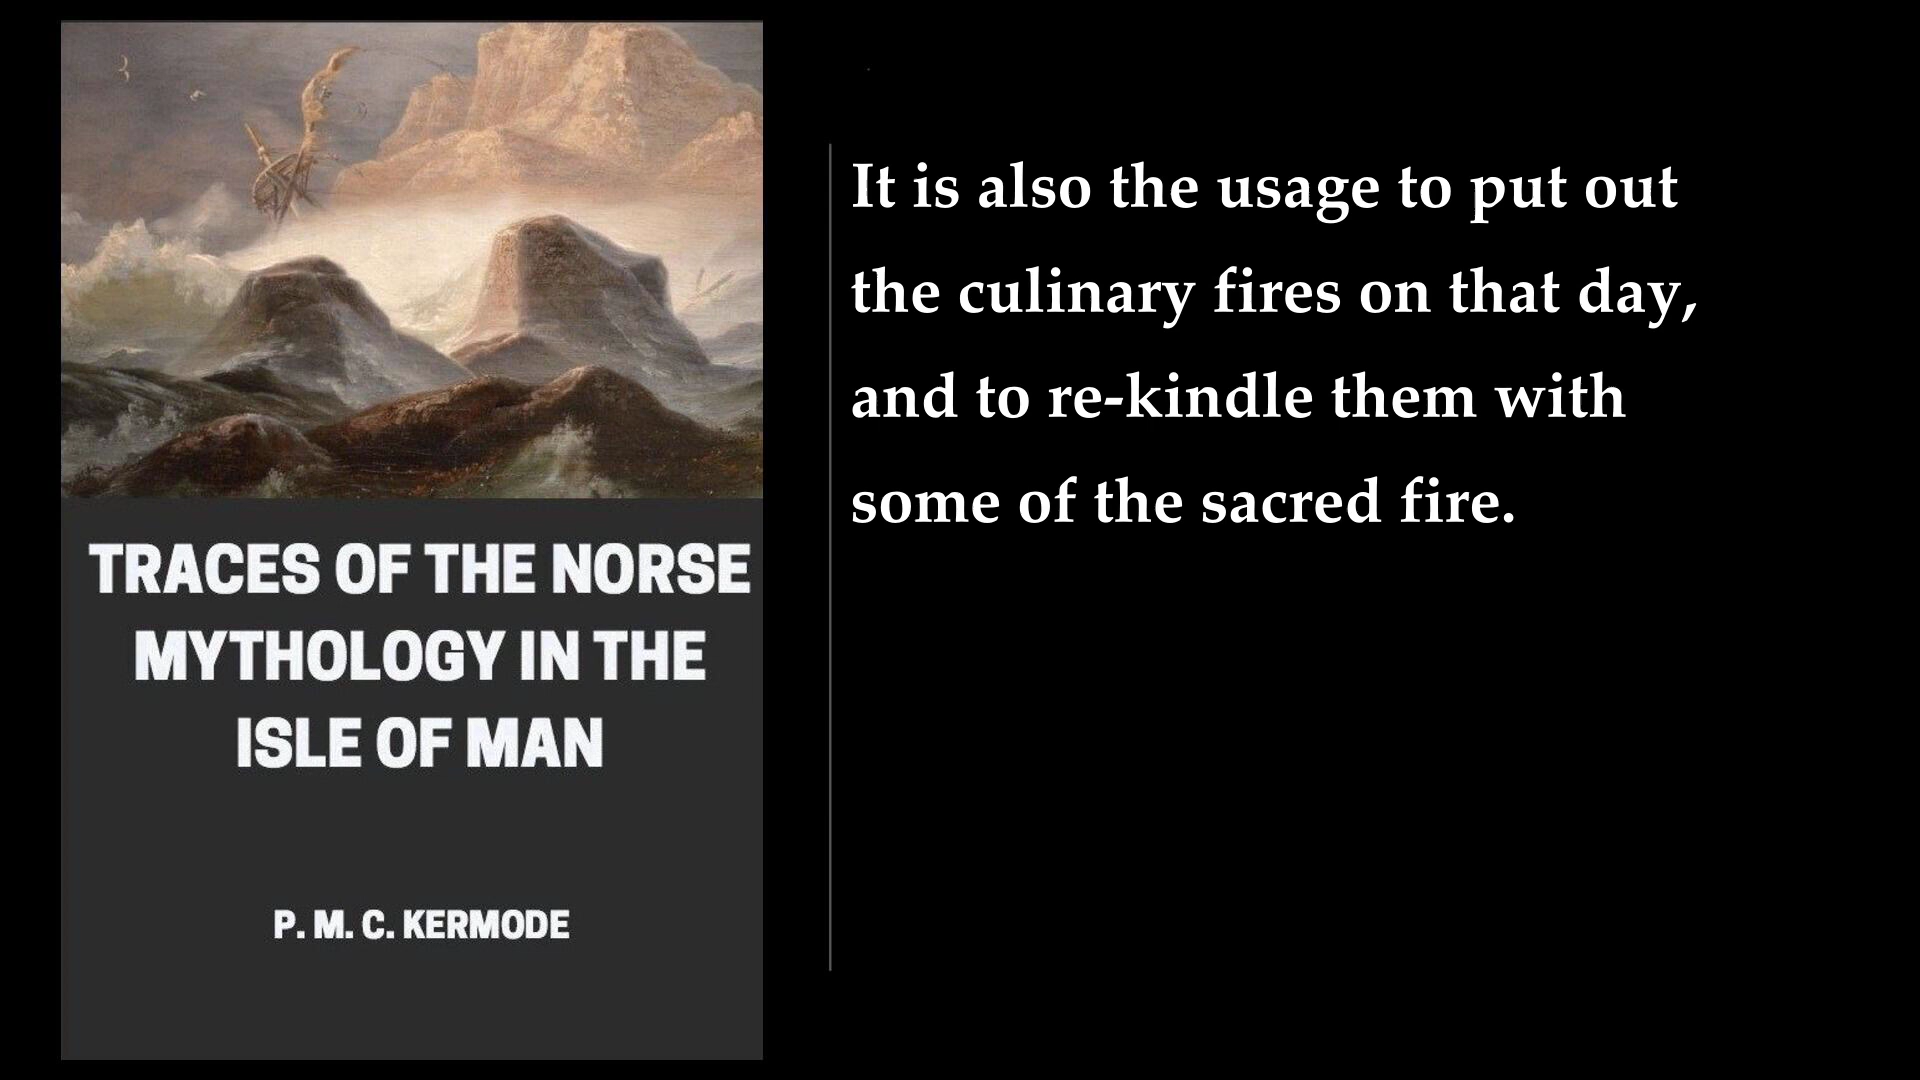 TRACES OF THE NORSE
MYTHOLOGY IN THE
ISLE OF MAN
P. M. C. KERMODE
It is also the usage to put out
the culinary fires on that day,
and to re-kindle them with
some of the sacred fire.